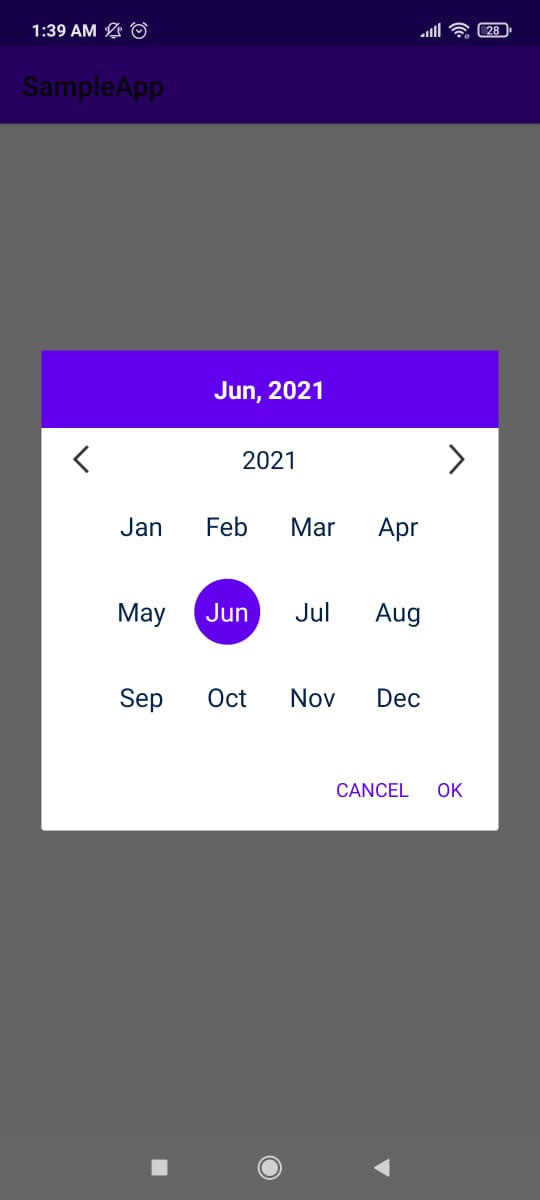 1:39 AM 28
SampleApp
Jun, 2021
2021
Jan Feb Mar Apr
May Jun Jul Aug
Sep Oct Nov Dec
CANCEL OK